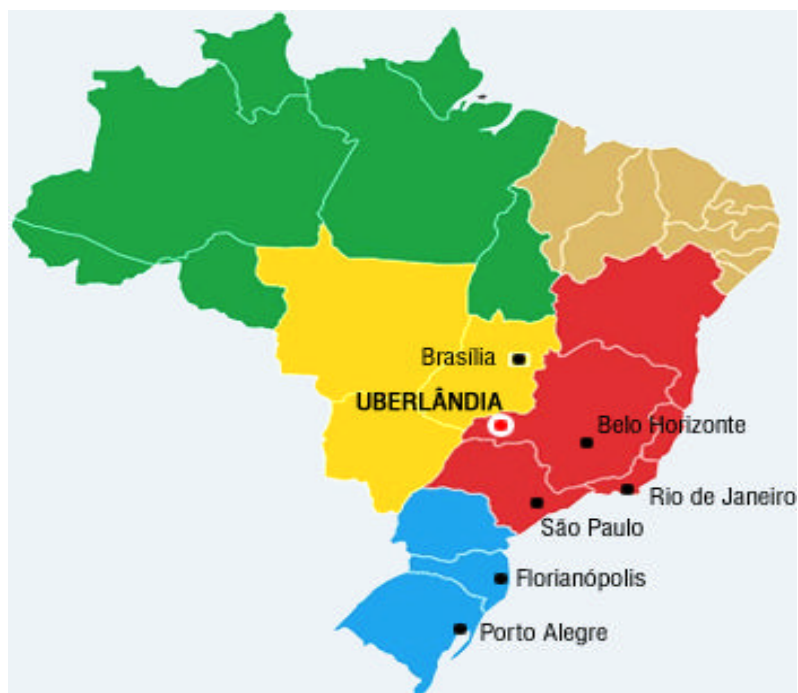 Brasília
UBERLÂNDIA
Belo Horizonte
Rio de Janeiro
São Paulo
Florianópolis
Porto Alegre